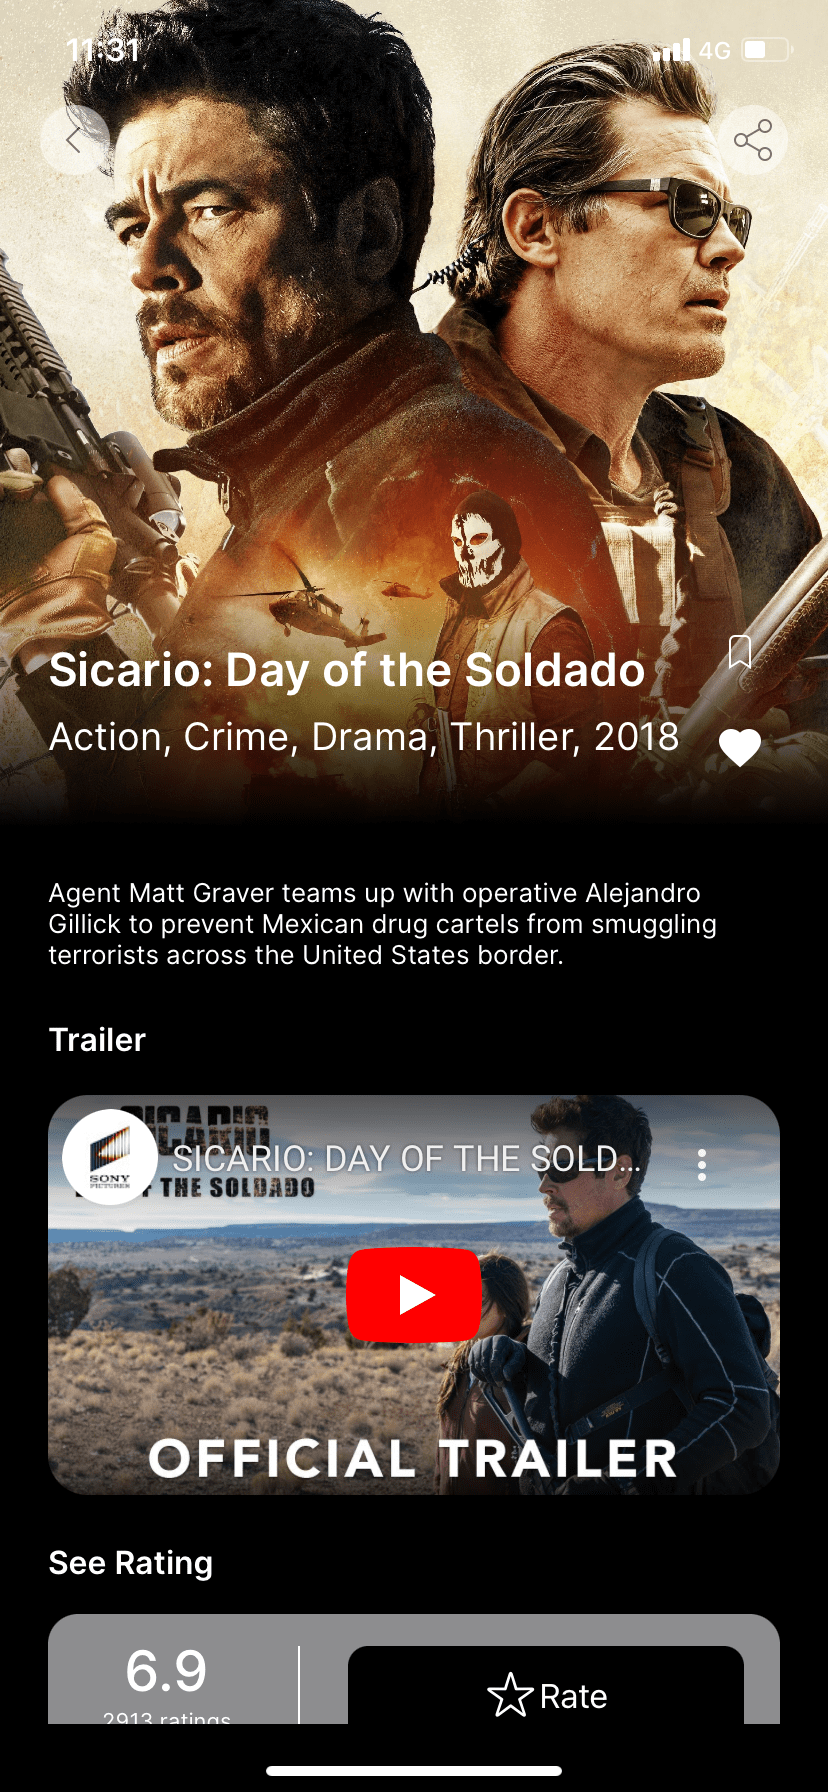 11:31
4G
Sicario: Day of the Soldado
Action, Crime, Drama, Thriller, 2018
Agent Matt Graver teams up with operative Alejandro
Gillick to prevent Mexican drug cartels from smuggling
terrorists across the United States border.
Trailer
SICARIO
SICARIO: DAY OF THE SOLD...
SONY
PICTURES
OF THE SOLDADO
OFFICIAL TRAILER
See Rating
6.9
2913 ratings
Rate